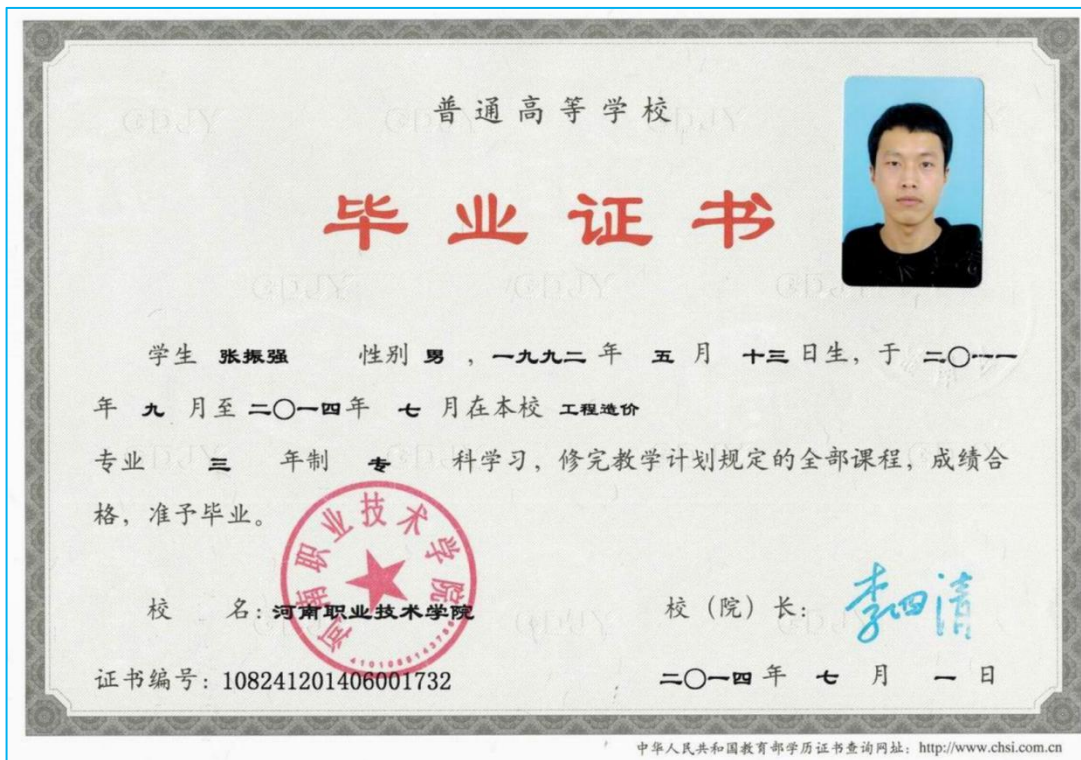 普通高等学校
毕业证书
学生 张振强 性别 男 ，一九九二 年 五 月 十三 日生，于 二〇一一
年 九 月至 二〇一四 年 七 月在本校 工程造价
专业 三 年制 专 科学习，修完教学计划规定的全部课程，成绩合
格，准予毕业。
河南职业技术学院
校 名：河南职业技术学院 校（院）长： 李四清
证书编号：108241201406001732 二〇一四 年 七 月 一 日
中华人民共和国教育部学历证书查询网址：http://www.chsi.com.cn